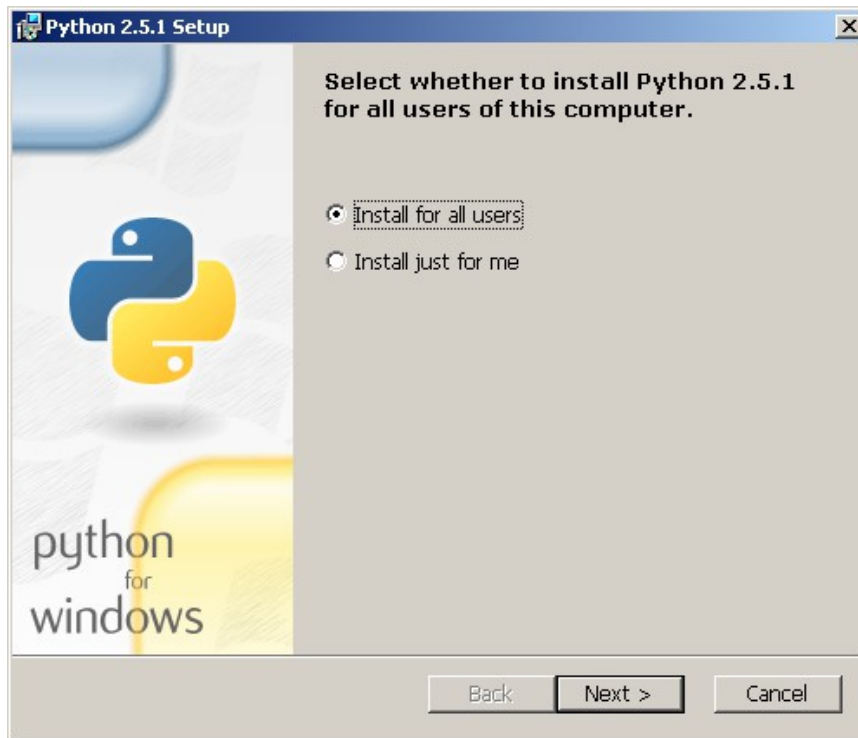 Python 2.5.1 Setup
Select whether to install Python 2.5.1
for all users of this computer.
Install for all users
Install just for me
python
for
windows
Back
Next >
Cancel